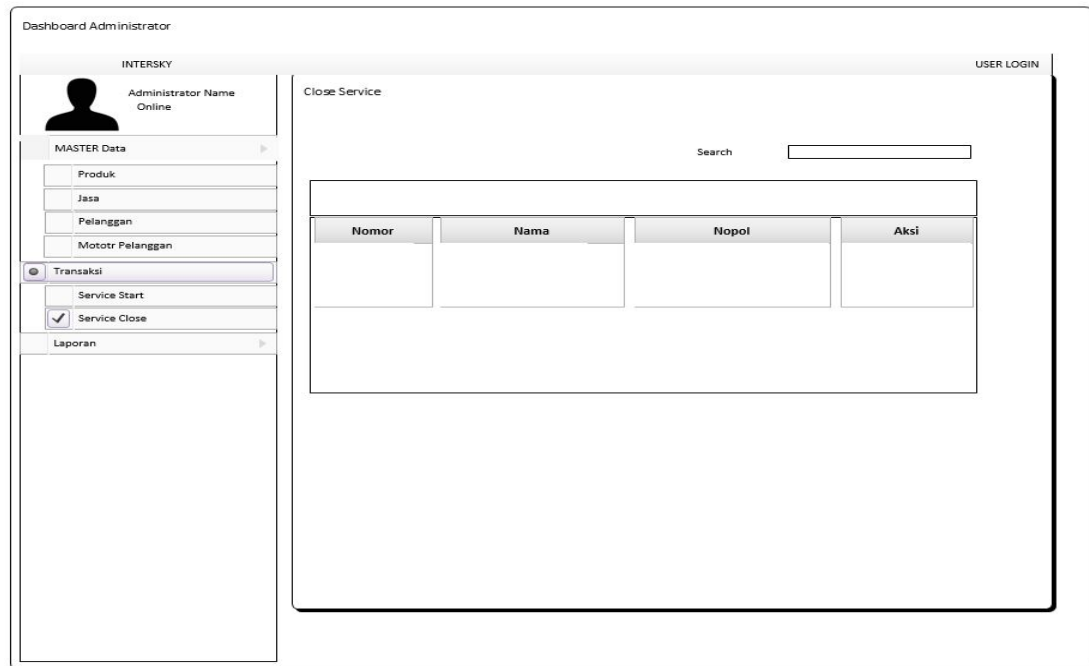 Dashboard Administrator
INTERSKY
USER LOGIN
Administrator Name
Online
MASTER Data
Produk
Jasa
Pelanggan
Mototr Pelanggan
Transaksi
Service Start
Service Close
Laporan
Close Service
Search
Nomor
Nama
Nopol
Aksi